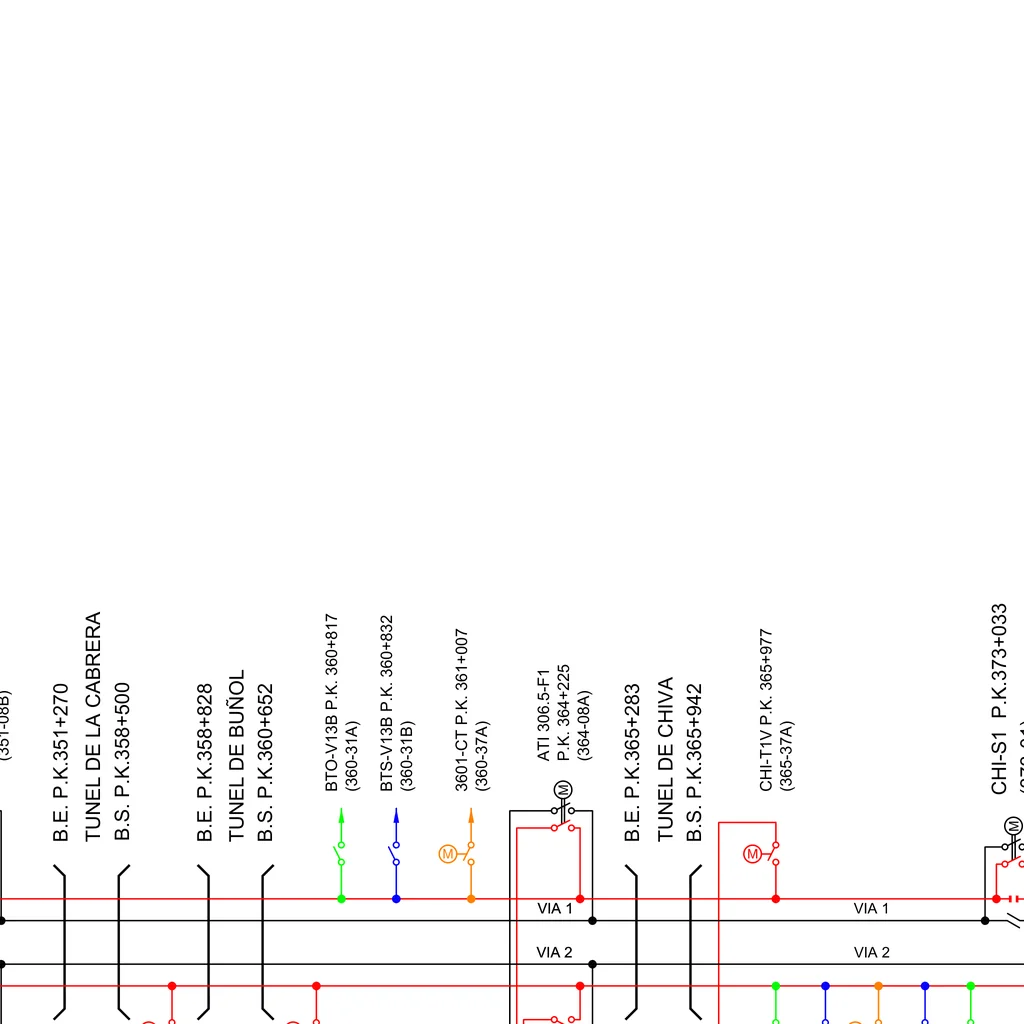 (351-08B)
B.E. P.K.351+270
TUNEL DE LA CABRERA
B.S. P.K.358+500
B.E. P.K.358+828
TUNEL DE BUÑOL
B.S. P.K.360+652
BTO-V13B P.K. 360+817
(360-31A)
BTS-V13B P.K. 360+832
(360-31B)
3601-CT P.K. 361+007
(360-37A)
ATI 306.5-F1
P.K. 364+225
(364-08A)
B.E. P.K.365+283
TUNEL DE CHIVA
B.S. P.K.365+942
CHI-T1V P.K. 365+977
(365-37A)
CHI-S1 P.K.373+033
M
M
M
M
VIA 1
VIA 1
VIA 2
VIA 2